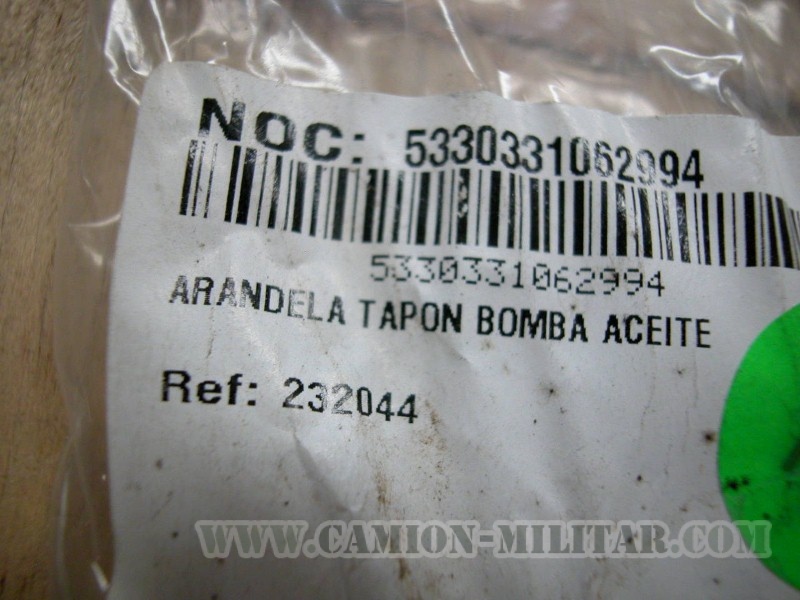 NOC: 5330331062994
5330331062994
ARANDELA TAPON BOMBA ACEITE
Ref: 232044
WWW.CAMION-MILITAR.COM